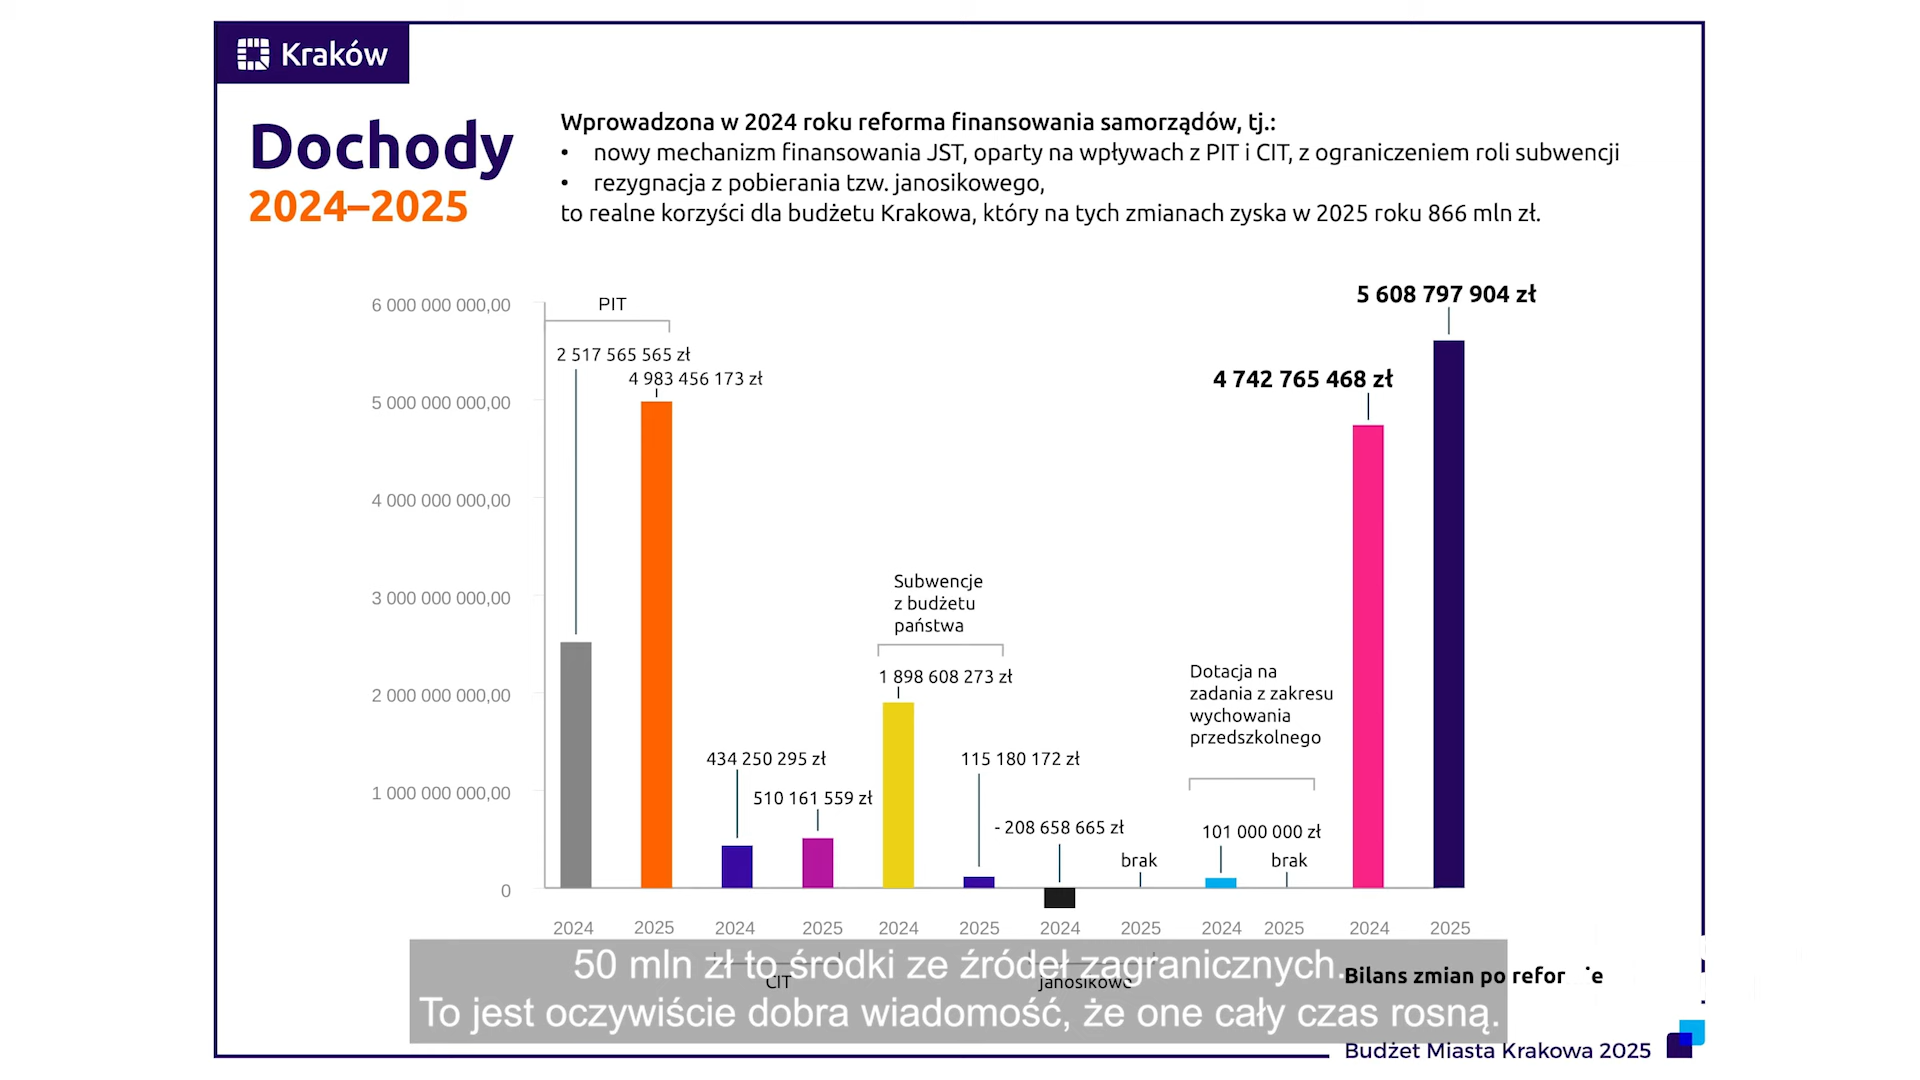 Kraków
Dochody
2024–2025
Wprowadzona w 2024 roku reforma finansowania samorządów, tj.:
• nowy mechanizm finansowania JST, oparty na wpływach z PIT i CIT, z ograniczeniem roli subwencji
• rezygnacja z pobierania tzw. janosikowego,
to realne korzyści dla budżetu Krakowa, który na tych zmianach zyska w 2025 roku 866 mln zł.
6 000 000 000,00
5 000 000 000,00
4 000 000 000,00
3 000 000 000,00
2 000 000 000,00
1 000 000 000,00
0
PIT
2 517 565 565 zł
4 983 456 173 zł
434 250 295 zł
510 161 559 zł
Subwencje
z budżetu
państwa
1 898 608 273 zł
115 180 172 zł
- 208 658 665 zł
brak
Dotacja na
zadania z zakresu
wychowania
przedszkolnego
101 000 000 zł
brak
4 742 765 468 zł
5 608 797 904 zł
2024 2025 2024 2025 2024 2025 2024 2025 2024 2025 2024 2025
CIT
janosikowe
Bilans zmian po
50 mln zł to środki ze źródeł zagranicznych.
To jest oczywiście dobra wiadomość, że one cały czas rosną.
Budżet Miasta Krakowa 2025